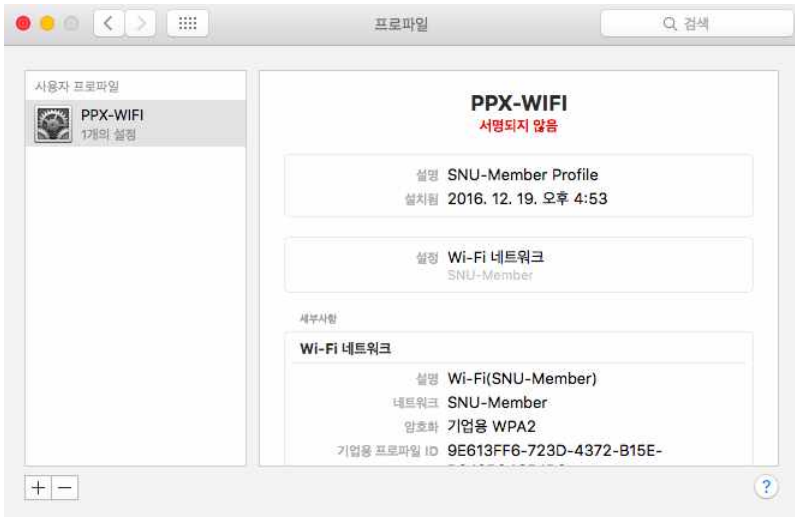 프로파일
검색
사용자 프로파일
PPX-WIFI
1개의 설정
PPX-WIFI
서명되지 않음
설명 SNU-Member Profile
설치됨 2016. 12. 19. 오후 4:53
설정 Wi-Fi 네트워크
SNU-Member
세부사항
Wi-Fi 네트워크
설명 Wi-Fi(SNU-Member)
네트워크 SNU-Member
암호화 기업용 WPA2
기업용 프로파일 ID 9E613FF6-723D-4372-B15E-
+ −
?